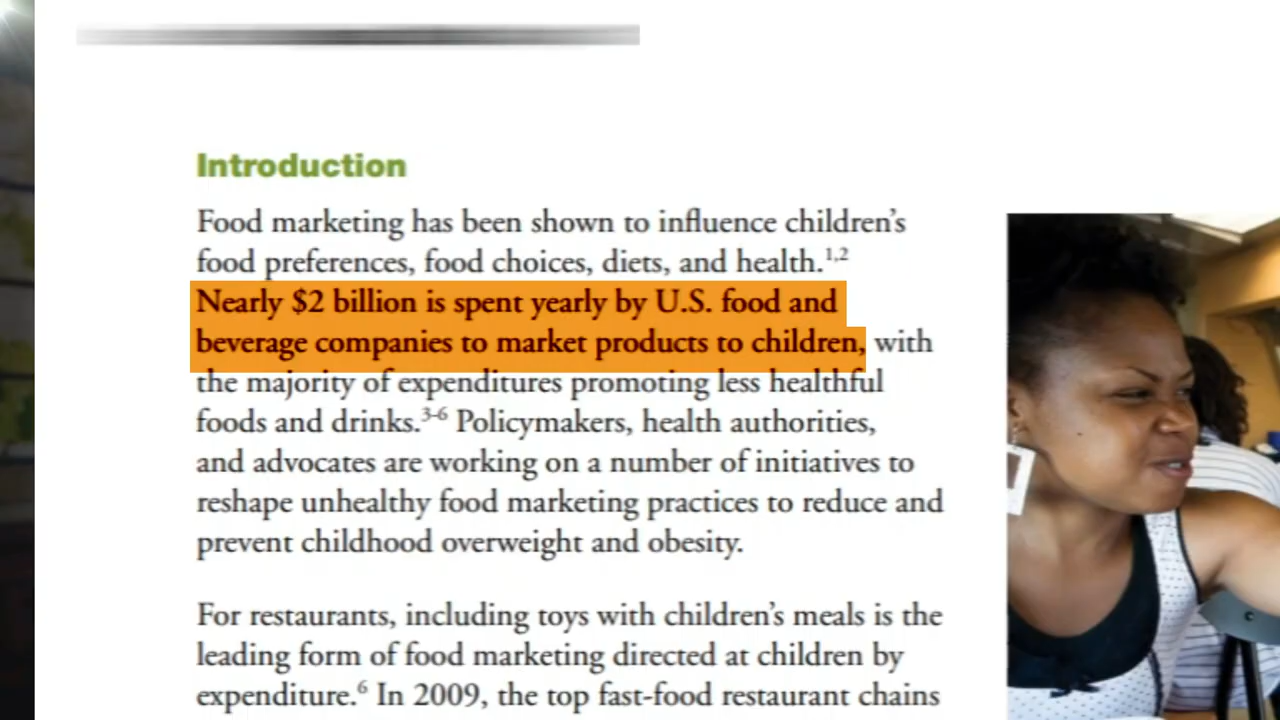 Introduction
Food marketing has been shown to influence children’s
food preferences, food choices, diets, and health.1,2
Nearly $2 billion is spent yearly by U.S. food and
beverage companies to market products to children, with
the majority of expenditures promoting less healthful
foods and drinks.3-6 Policymakers, health authorities,
and advocates are working on a number of initiatives to
reshape unhealthy food marketing practices to reduce and
prevent childhood overweight and obesity.
For restaurants, including toys with children’s meals is the
leading form of food marketing directed at children by
expenditure.6 In 2009, the top fast-food restaurant chains